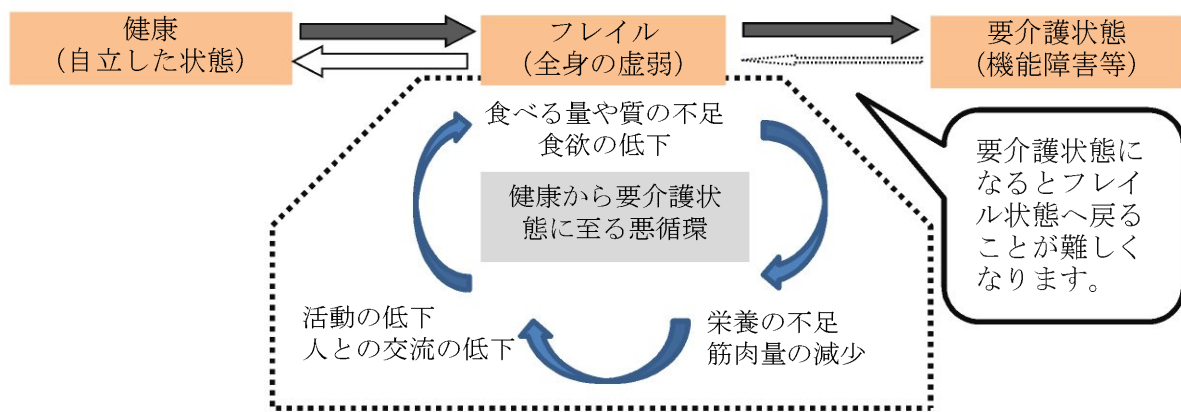 健康
（自立した状態）
フレイル
（全身の虚弱）
要介護状態
（機能障害等）
食べる量や質の不足
食欲の低下
健康から要介護状
態に至る悪循環
活動の低下
人との交流の低下
栄養の不足
筋肉量の減少
要介護状態に
なるとフレイ
ル状態へ戻る
ことが難しく
なります。